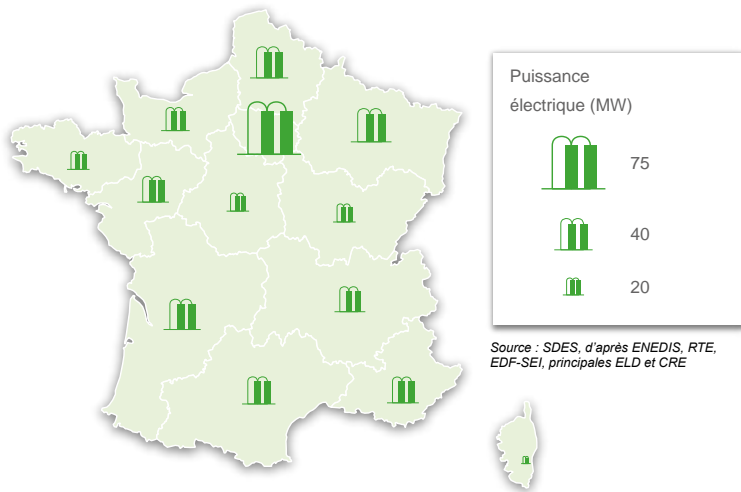 Puissance
électrique (MW)
75
40
20
Source : SDES, d'après ENEDIS, RTE,
EDF-SEI, principales ELD et CRE